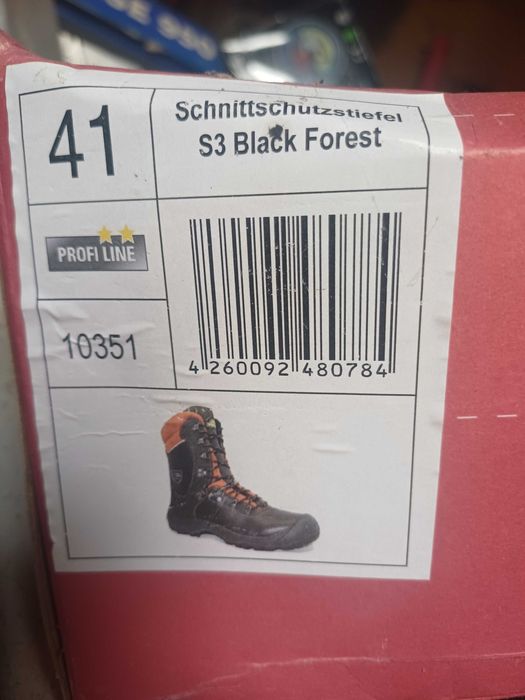 41
Schnittschutzstiefel
S3 Black Forest
PROFI LINE
10351
4 260092 480784